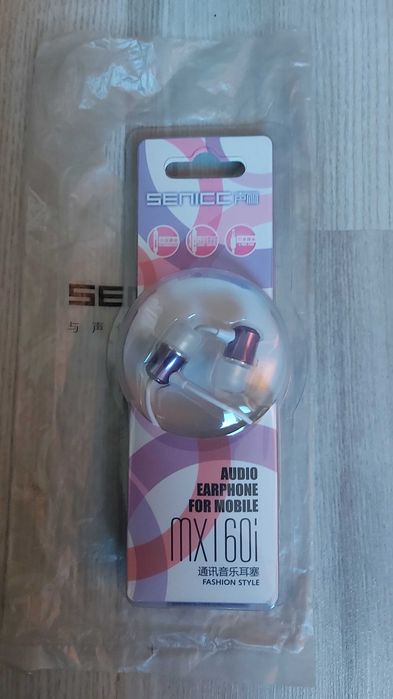 SENICC声丽
SE
与 声
AUDIO
EARPHONE
FOR MOBILE
MX160i
通讯音乐耳塞
FASHION STYLE